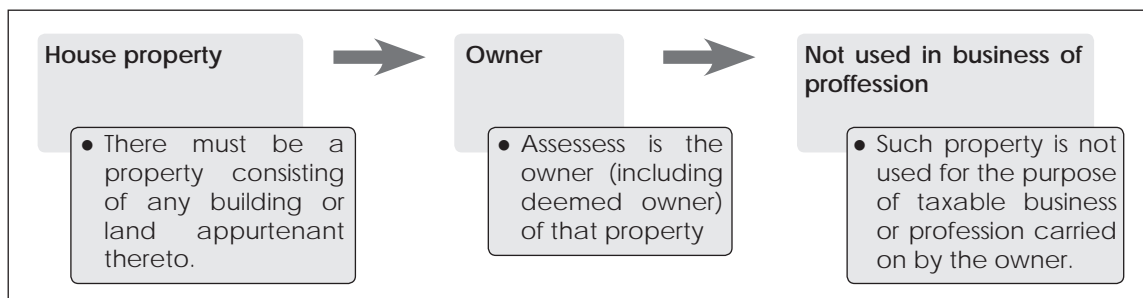 House property
● There must be a
property consisting
of any building or
land appurtenant
thereto.
Owner
● Assessess is the
owner (including
deemed owner)
of that property
Not used in business of
proffession
● Such property is not
used for the purpose
of taxable business
or profession carried
on by the owner.